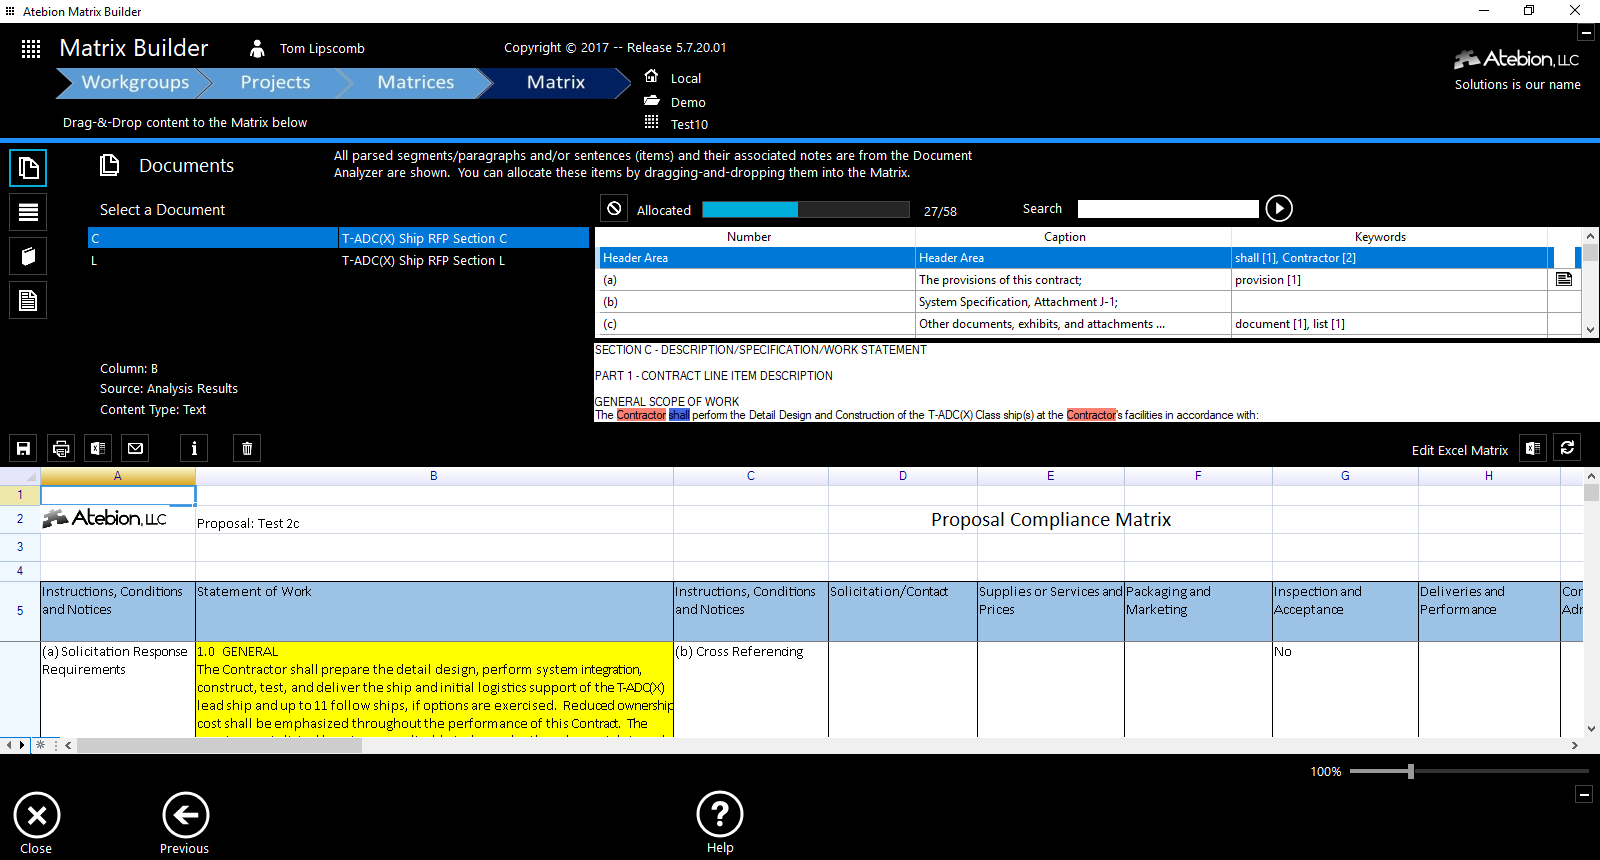 Atebion Matrix Builder
Matrix Builder
Tom Lipscomb
Copyright © 2017 -- Release 5.7.20.01
Atebion, LLC
Solutions is our name
Workgroups
Projects
Matrices
Matrix
Local
Demo
Test10
Drag-&-Drop content to the Matrix below
Documents
All parsed segments/paragraphs and/or sentences (items) and their associated notes are from the Document
Analyzer are shown.  You can allocate these items by dragging-and-dropping them into the Matrix.
Select a Document
Allocated
27/58
Search
C T-ADC(X) Ship RFP Section C
L T-ADC(X) Ship RFP Section L
Number Caption Keywords
Header Area Header Area shall [1], Contractor [2]
(a) The provisions of this contract; provision [1]
(b) System Specification, Attachment J-1;
(c) Other documents, exhibits, and attachments ... document [1], list [1]
SECTION C - DESCRIPTION/SPECIFICATION/WORK STATEMENT
PART 1 - CONTRACT LINE ITEM DESCRIPTION
GENERAL SCOPE OF WORK
The Contractor shall perfom the Detail Design and Construction of the T-ADC(X) Class ship(s) at the Contractor's facilities in accordance with:
Column: B
Source: Analysis Results
Content Type: Text
Edit Excel Matrix
A B C D E F G H
1
2 Atebion, LLC Proposal: Test 2c Proposal Compliance Matrix
3
4
5
Instructions, Conditions
and Notices
Statement of Work
Instructions, Conditions
and Notices
Solicitation/Contact
Supplies or Services and
Prices
Packaging and
Marketing
Inspection and
Acceptance
Deliveries and
Performance
Con
Adr
(a) Solicitation Response
Requirements
1.0  GENERAL
The Contractor shall prepare the detail design, perform system integration,
construct, test, and deliver the ship and initial logistics support of the T-ADC(X)
lead ship and up to 11 follow ships, if options are exercised.  Reduced ownership
cost shall be emphasized throughout the performance of this Contract.  The
(b) Cross Referencing
No
100%
Close
Previous
Help